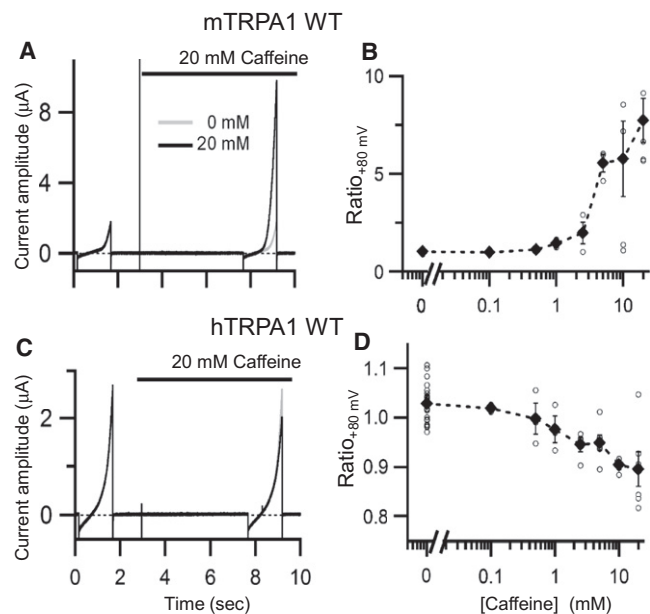 mTRPA1 WT
A
20 mM Caffeine
0 mM
20 mM
Current amplitude (μA)
8
4
0
B
Ratio+80 mV
10
5
0
0
0.1
1
10
hTRPA1 WT
C
20 mM Caffeine
Current amplitude (μA)
2
0
0
2
4
6
8
10
Time (sec)
D
Ratio+80 mV
1.1
1.0
0.9
0.8
0
0.1
1
10
[Caffeine] (mM)